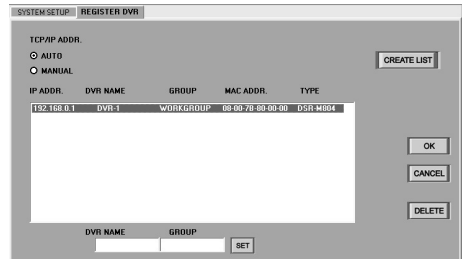 SYSTEM SETUP REGISTER DVR
TCP/IP ADDR.
AUTO
MANUAL
CREATE LIST
IP ADDR. DVR NAME GROUP MAC ADDR. TYPE
192.168.0.1 DVR-1 WORKGROUP 08-00-7B-80-00-00 DSR-M804
OK
CANCEL
DELETE
DVR NAME GROUP
SET